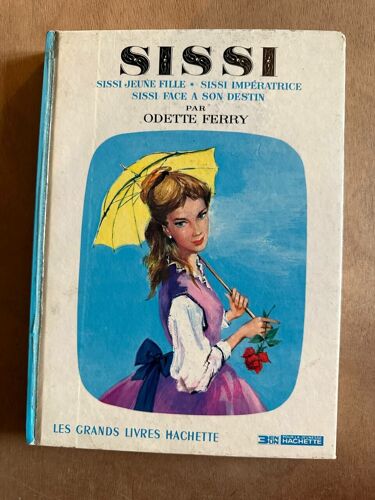 SISSI
SISSI JEUNE FILLE • SISSI IMPÉRATRICE
SISSI FACE A SON DESTIN
PAR
ODETTE FERRY
LES GRANDS LIVRES HACHETTE
3 EN UN
HACHETTE